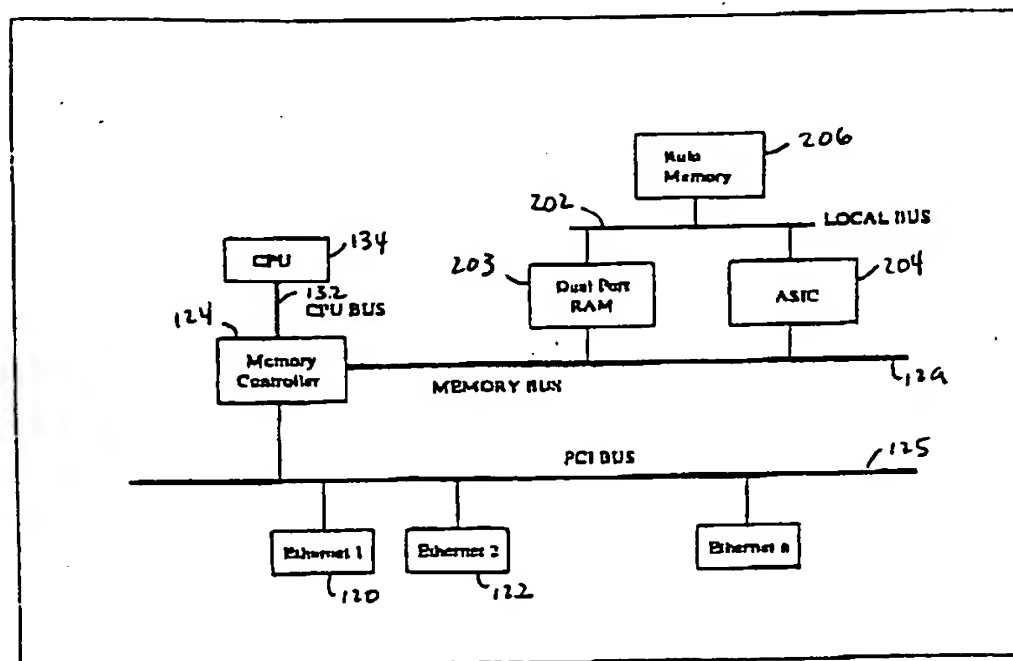 Rule
Memory
206
202
LOCAL BUS
CPU
134
203
Dual Port
RAM
ASIC
204
132
CPU BUS
124
Memory
Controller
MEMORY BUS
129
PCI BUS
125
Ethernet 1
Ethernet 2
Ethernet n
120
122